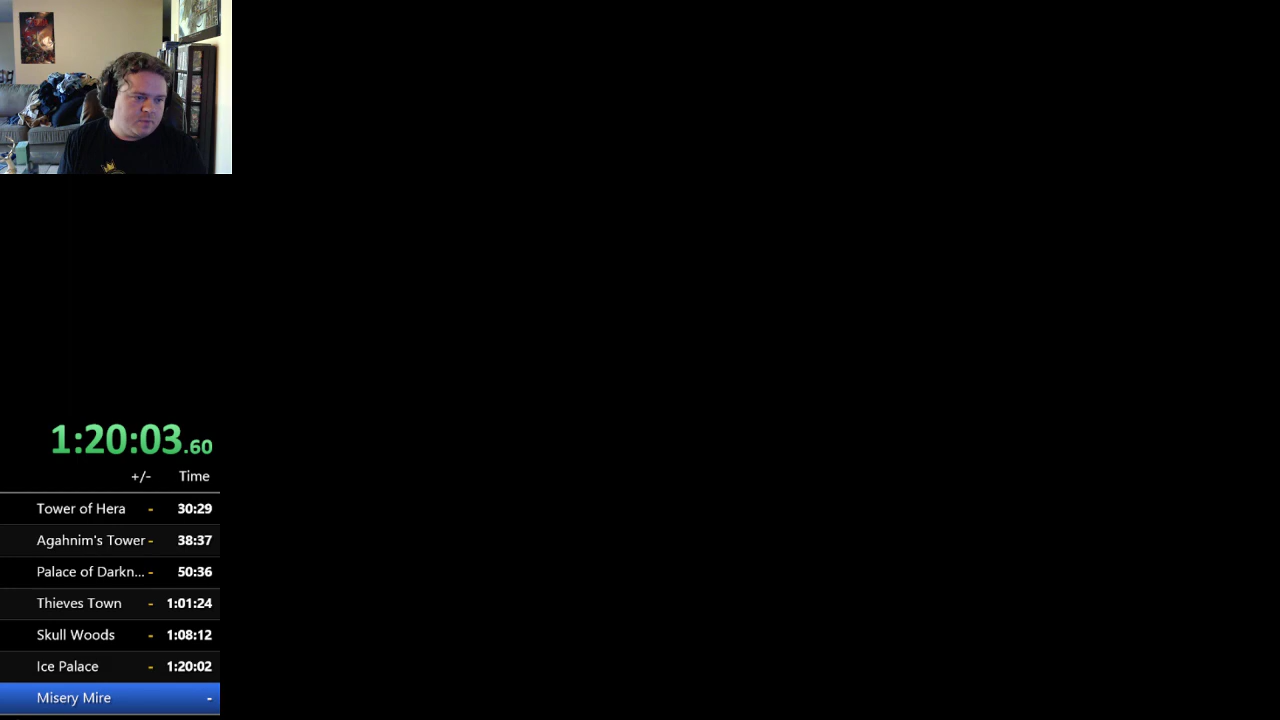 1:20:03.60
+/- Time
Tower of Hera - 30:29
Agahnim's Tower - 38:37
Palace of Darkn... - 50:36
Thieves Town - 1:01:24
Skull Woods - 1:08:12
Ice Palace - 1:20:02
Misery Mire -